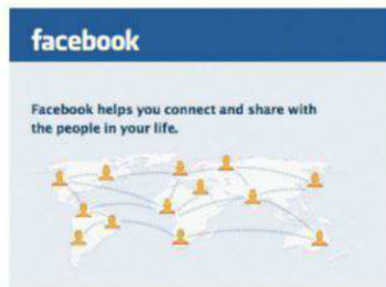 facebook
Facebook helps you connect and share with
the people in your life.